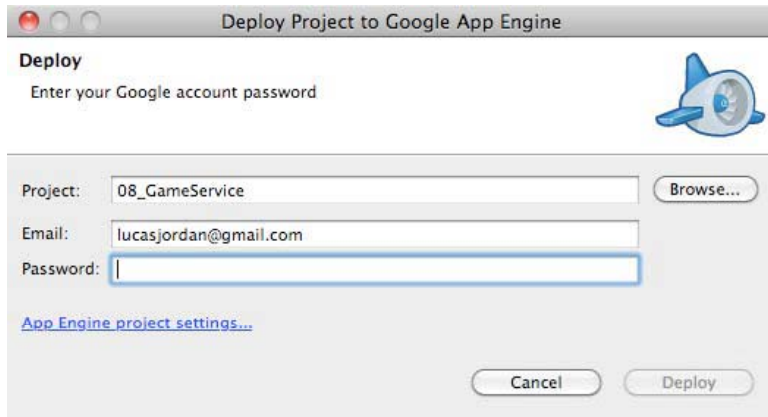 Deploy Project to Google App Engine
Deploy
Enter your Google account password
Project: 08_GameService Browse...
Email: lucasjordan@gmail.com
Password:
App Engine project settings...
Cancel Deploy